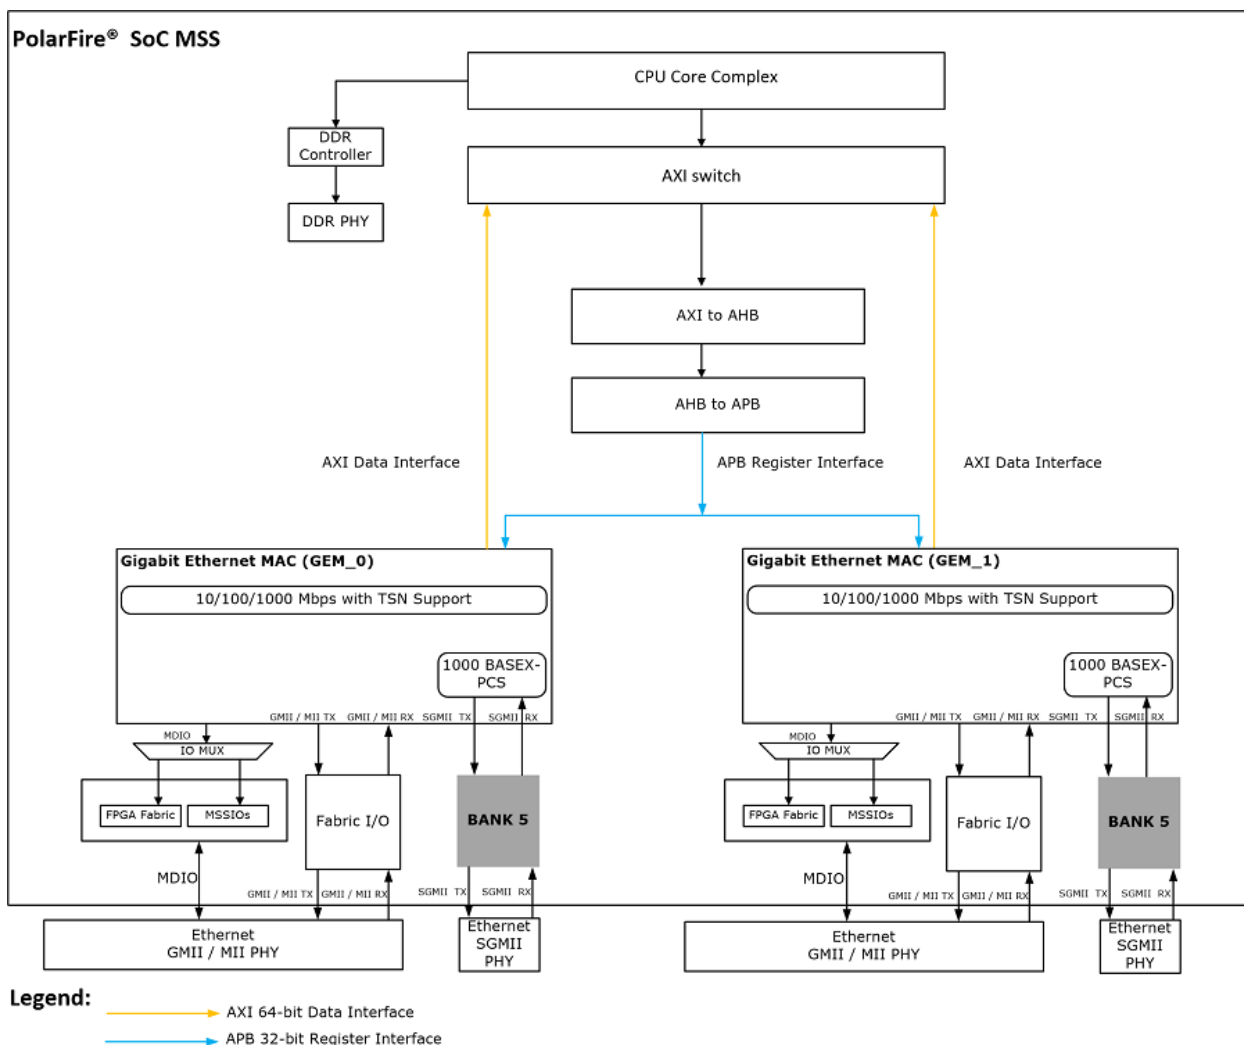 PolarFire® SoC MSS
CPU Core Complex
DDR
Controller
AXI switch
DDR PHY
AXI to AHB
AHB to APB
AXI Data Interface
APB Register Interface
AXI Data Interface
Gigabit Ethernet MAC (GEM_0)
10/100/1000 Mbps with TSN Support
1000 BASEX-
PCS
GMII / MII TX
GMII / MII RX
SGMII TX
SGMII RX
MDIO
IO MUX
FPGA Fabric
MSSIOs
Fabric I/O
BANK 5
MDIO
GMII / MII TX
GMII / MII RX
SGMII TX
SGMII RX
Ethernet
GMII / MII PHY
Ethernet
SGMII
PHY
Gigabit Ethernet MAC (GEM_1)
10/100/1000 Mbps with TSN Support
1000 BASEX-
PCS
GMII / MII TX
GMII / MII RX
SGMII TX
SGMII RX
MDIO
IO MUX
FPGA Fabric
MSSIOs
Fabric I/O
BANK 5
MDIO
GMII / MII TX
GMII / MII RX
SGMII TX
SGMII RX
Ethernet
GMII / MII PHY
Ethernet
SGMII
PHY
Legend:
AXI 64-bit Data Interface
APB 32-bit Register Interface